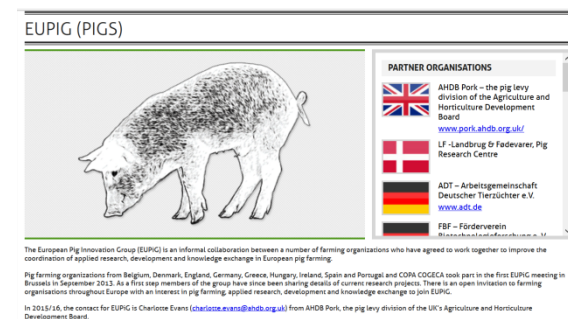 EUPIG (PIGS)
PARTNER ORGANISATIONS
AHDB Pork – the pig levy
division of the Agriculture and
Horticulture Development
Board
www.pork.ahdb.org.uk/
LF -Landbrug & Fødevarer, Pig
Research Centre
ADT – Arbeitsgemeinschaft
Deutscher Tierzüchter e.V.
www.adt.de
FBF – Förderverein
The European Pig Innovation Group (EUPiG) is an informal collaboration between a number of farming organizations who have agreed to work together to improve the
coordination of applied research, development and knowledge exchange in European pig farming.
Pig farming organizations from Belgium, Denmark, England, Germany, Greece, Hungary, Ireland, Spain and Portugal and COPA COGECA took part in the first EUPiG meeting in
Brussels in September 2013. As a first step members of the group have since been sharing details of current research projects. There is an open invitation to farming
organisations throughout Europe with an interest in pig farming, applied research, development and knowledge exchange to join EUPiG.
In 2015/16, the contact for EUPiG is Charlotte Evans (charlotte.evans@ahdb.org.uk) from AHDB Pork, the pig levy division of the UK's Agriculture and Horticulture
Development Board.